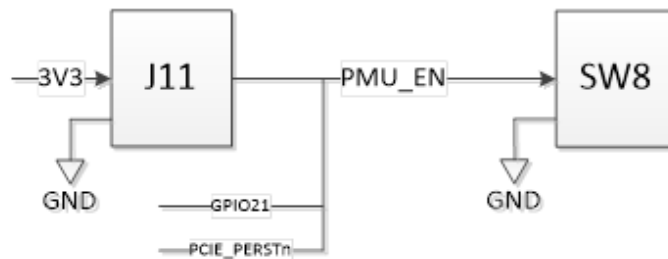 3V3
J11
PMU_EN
SW8
GND
GND
GPIO21
PCIE_PERSTn